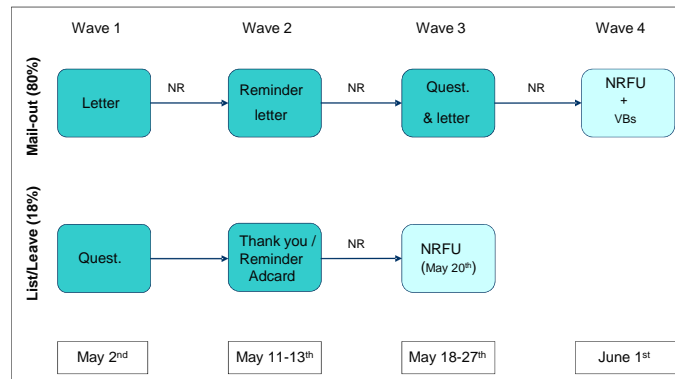 Wave 1
Wave 2
Wave 3
Wave 4
Mail-out (80%)
Letter
NR
Reminder
letter
NR
Quest.
& letter
NR
NRFU
+
VBs
List/Leave (18%)
Quest.
Thank you /
Reminder
Adcard
NR
NRFU
(May 20th)
May 2nd
May 11-13th
May 18-27th
June 1st